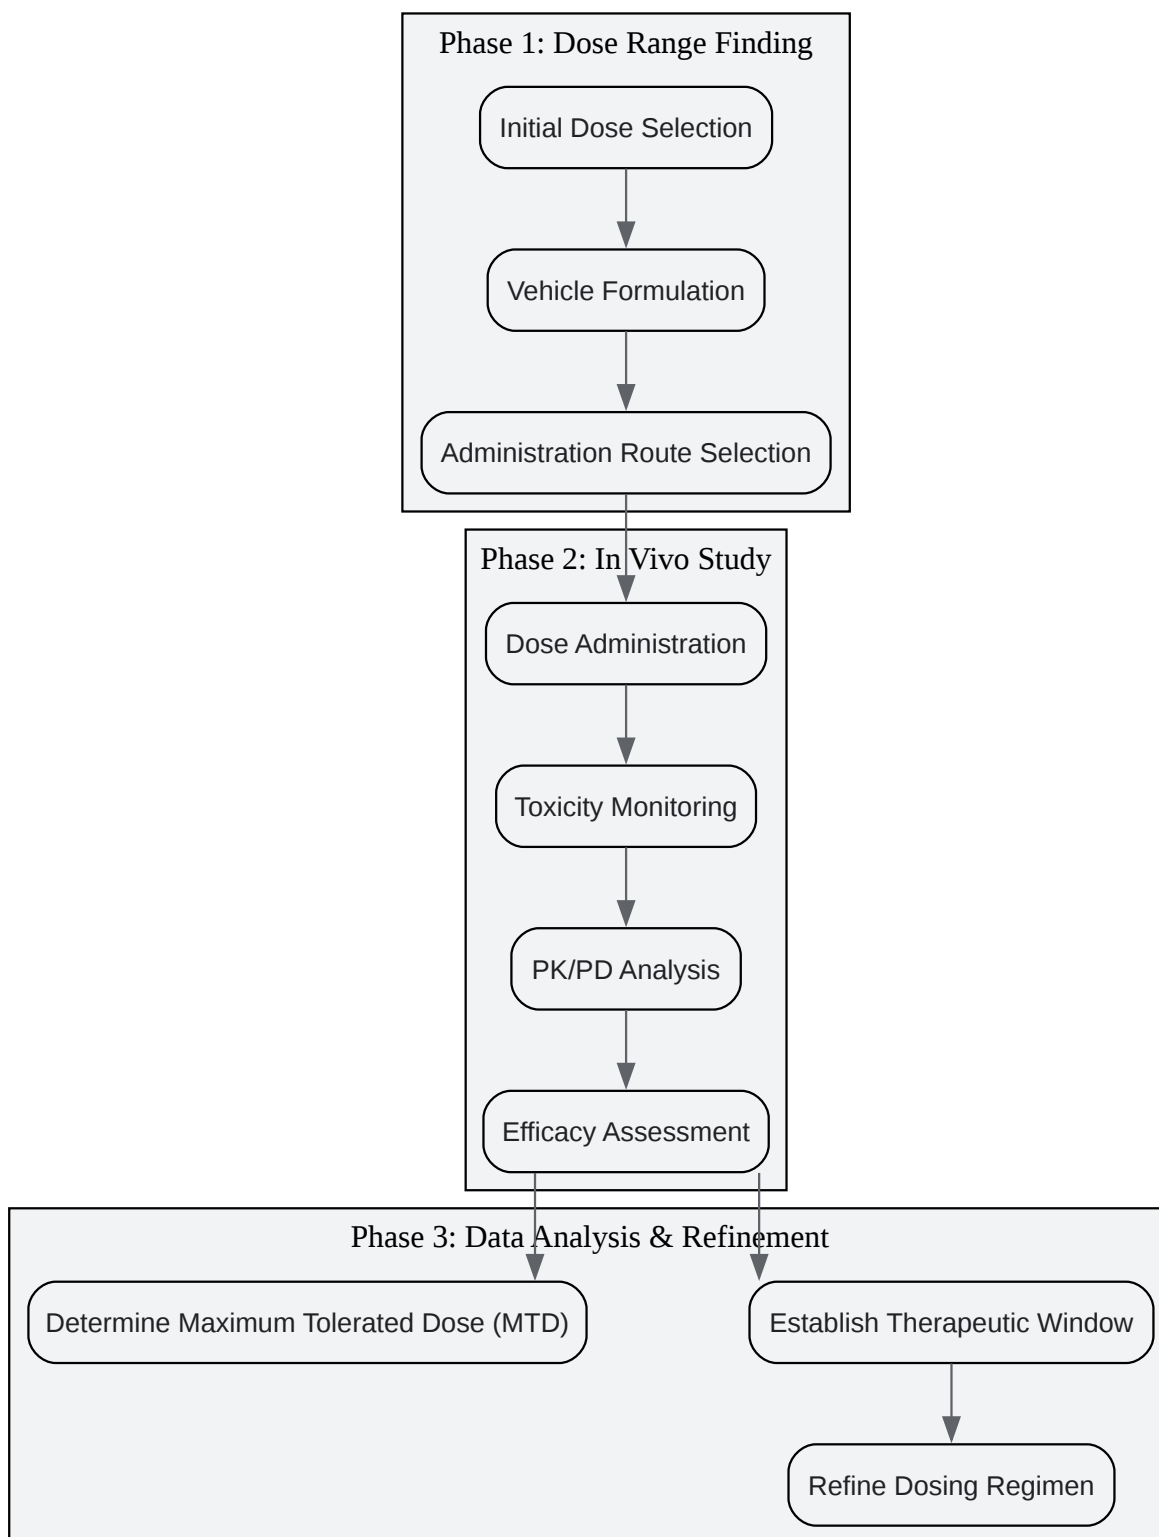 Phase 1: Dose Range Finding
Initial Dose Selection
Vehicle Formulation
Administration Route Selection
Phase 2: In Vivo Study
Dose Administration
Toxicity Monitoring
PK/PD Analysis
Efficacy Assessment
Phase 3: Data Analysis & Refinement
Determine Maximum Tolerated Dose (MTD)
Establish Therapeutic Window
Refine Dosing Regimen